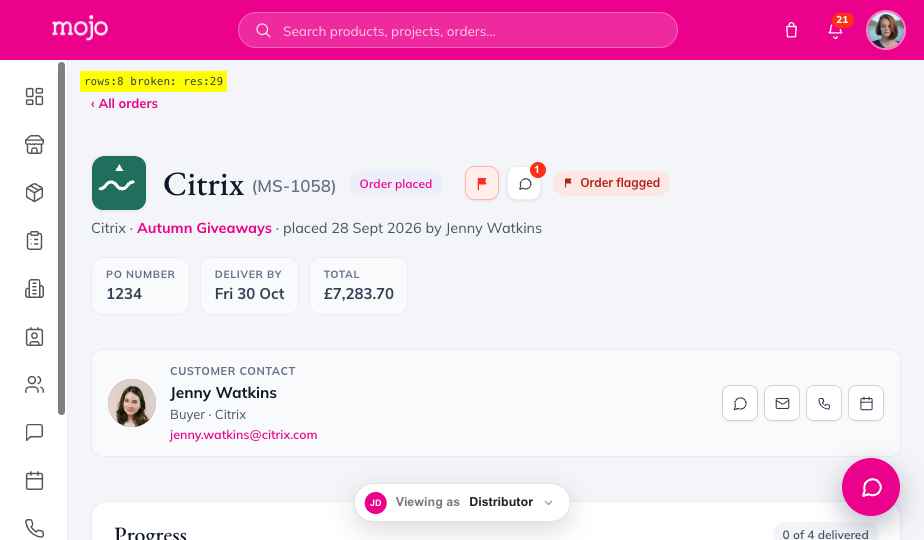 mojo
Search products, projects, orders...
21
rows:8 broken: res:29
‹ All orders
Citrix (MS-1058)
Order placed
1
Order flagged
Citrix · Autumn Giveaways · placed 28 Sept 2026 by Jenny Watkins
PO NUMBER
1234
DELIVER BY
Fri 30 Oct
TOTAL
£7,283.70
CUSTOMER CONTACT
Jenny Watkins
Buyer · Citrix
jenny.watkins@citrix.com
JD Viewing as Distributor
Progress
0 of 4 delivered